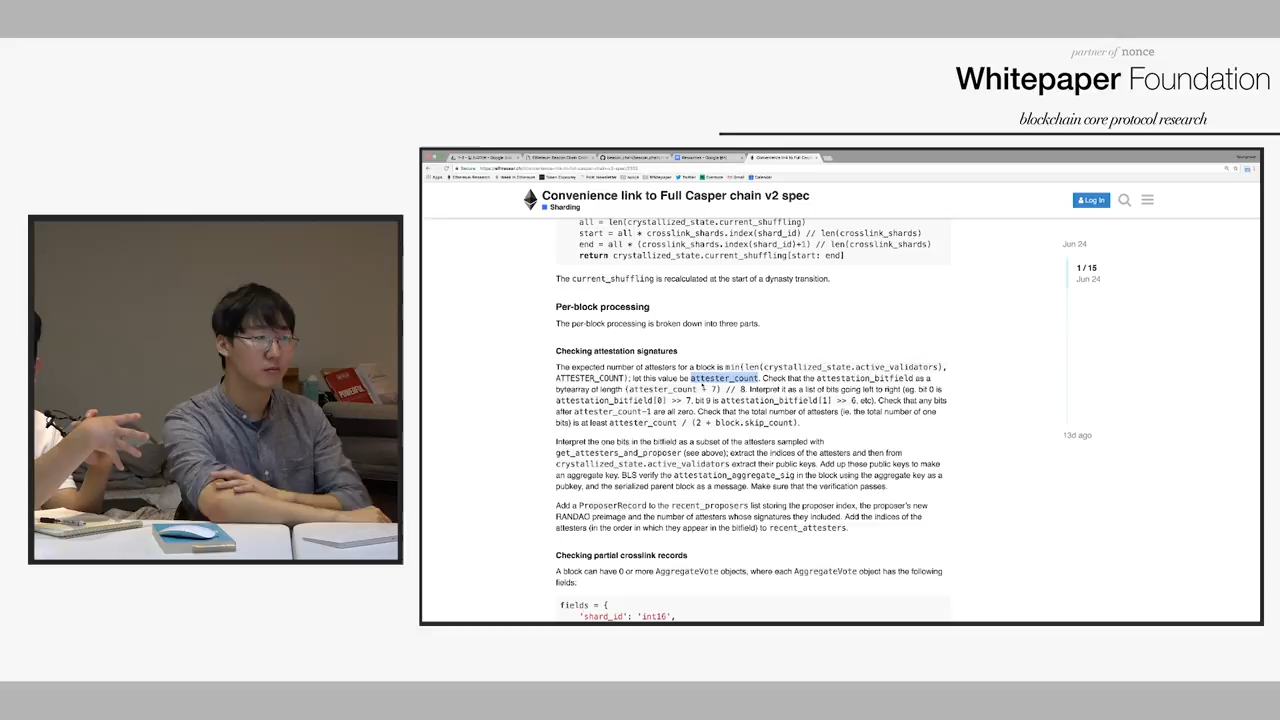 partner of nonce
Whitepaper Foundation
blockchain core protocol research
Convenience link to Full Casper chain v2 spec
Sharding
Log In
all = len(crystallized_state.current_shuffling)
start = all * crosslink_shards.index(shard_id) // len(crosslink_shards)
end = all * (crosslink_shards.index(shard_id)+1) // len(crosslink_shards)
return crystallized_state.current_shuffling[start: end]
The current_shuffling is recalculated at the start of a dynasty transition.
Per-block processing
The per-block processing is broken down into three parts.
Checking attestation signatures
The expected number of attesters for a block is min(len(crystallized_state.active_validators),
ATTESTER_COUNT); let this value be attester_count. Check that the attestation_bitfield as a
bytearray of length (attester_count + 7) // 8. Interpret it as a list of bits going left to right (eg. bit 0 is
attestation_bitfield[0] >> 7, bit 9 is attestation_bitfield[1] >> 6, etc). Check that any bits
after attester_count-1 are all zero. Check that the total number of attesters (ie. the total number of one
bits) is at least attester_count / (2 + block.skip_count).
Interpret the one bits in the bitfield as a subset of the attesters sampled with
get_attesters_and_proposer (see above); extract the indices of the attesters and then from
crystallized_state.active_validators extract their public keys. Add up these public keys to make
an aggregate key. BLS verify the attestation_aggregate_sig in the block using the aggregate key as a
pubkey, and the serialized parent block as a message. Make sure that the verification passes.
Add a ProposerRecord to the recent_proposers list storing the proposer index, the proposer's new
RANDAO preimage and the number of attesters whose signatures they included. Add the indices of the
attesters (in the order in which they appear in the bitfield) to recent_attesters.
Checking partial crosslink records
A block can have 0 or more AggregateVote objects, where each AggregateVote object has the following
fields:
fields = {
'shard_id': 'int16',
Jun 24
1 / 15
Jun 24
13d ago
POWERFUL